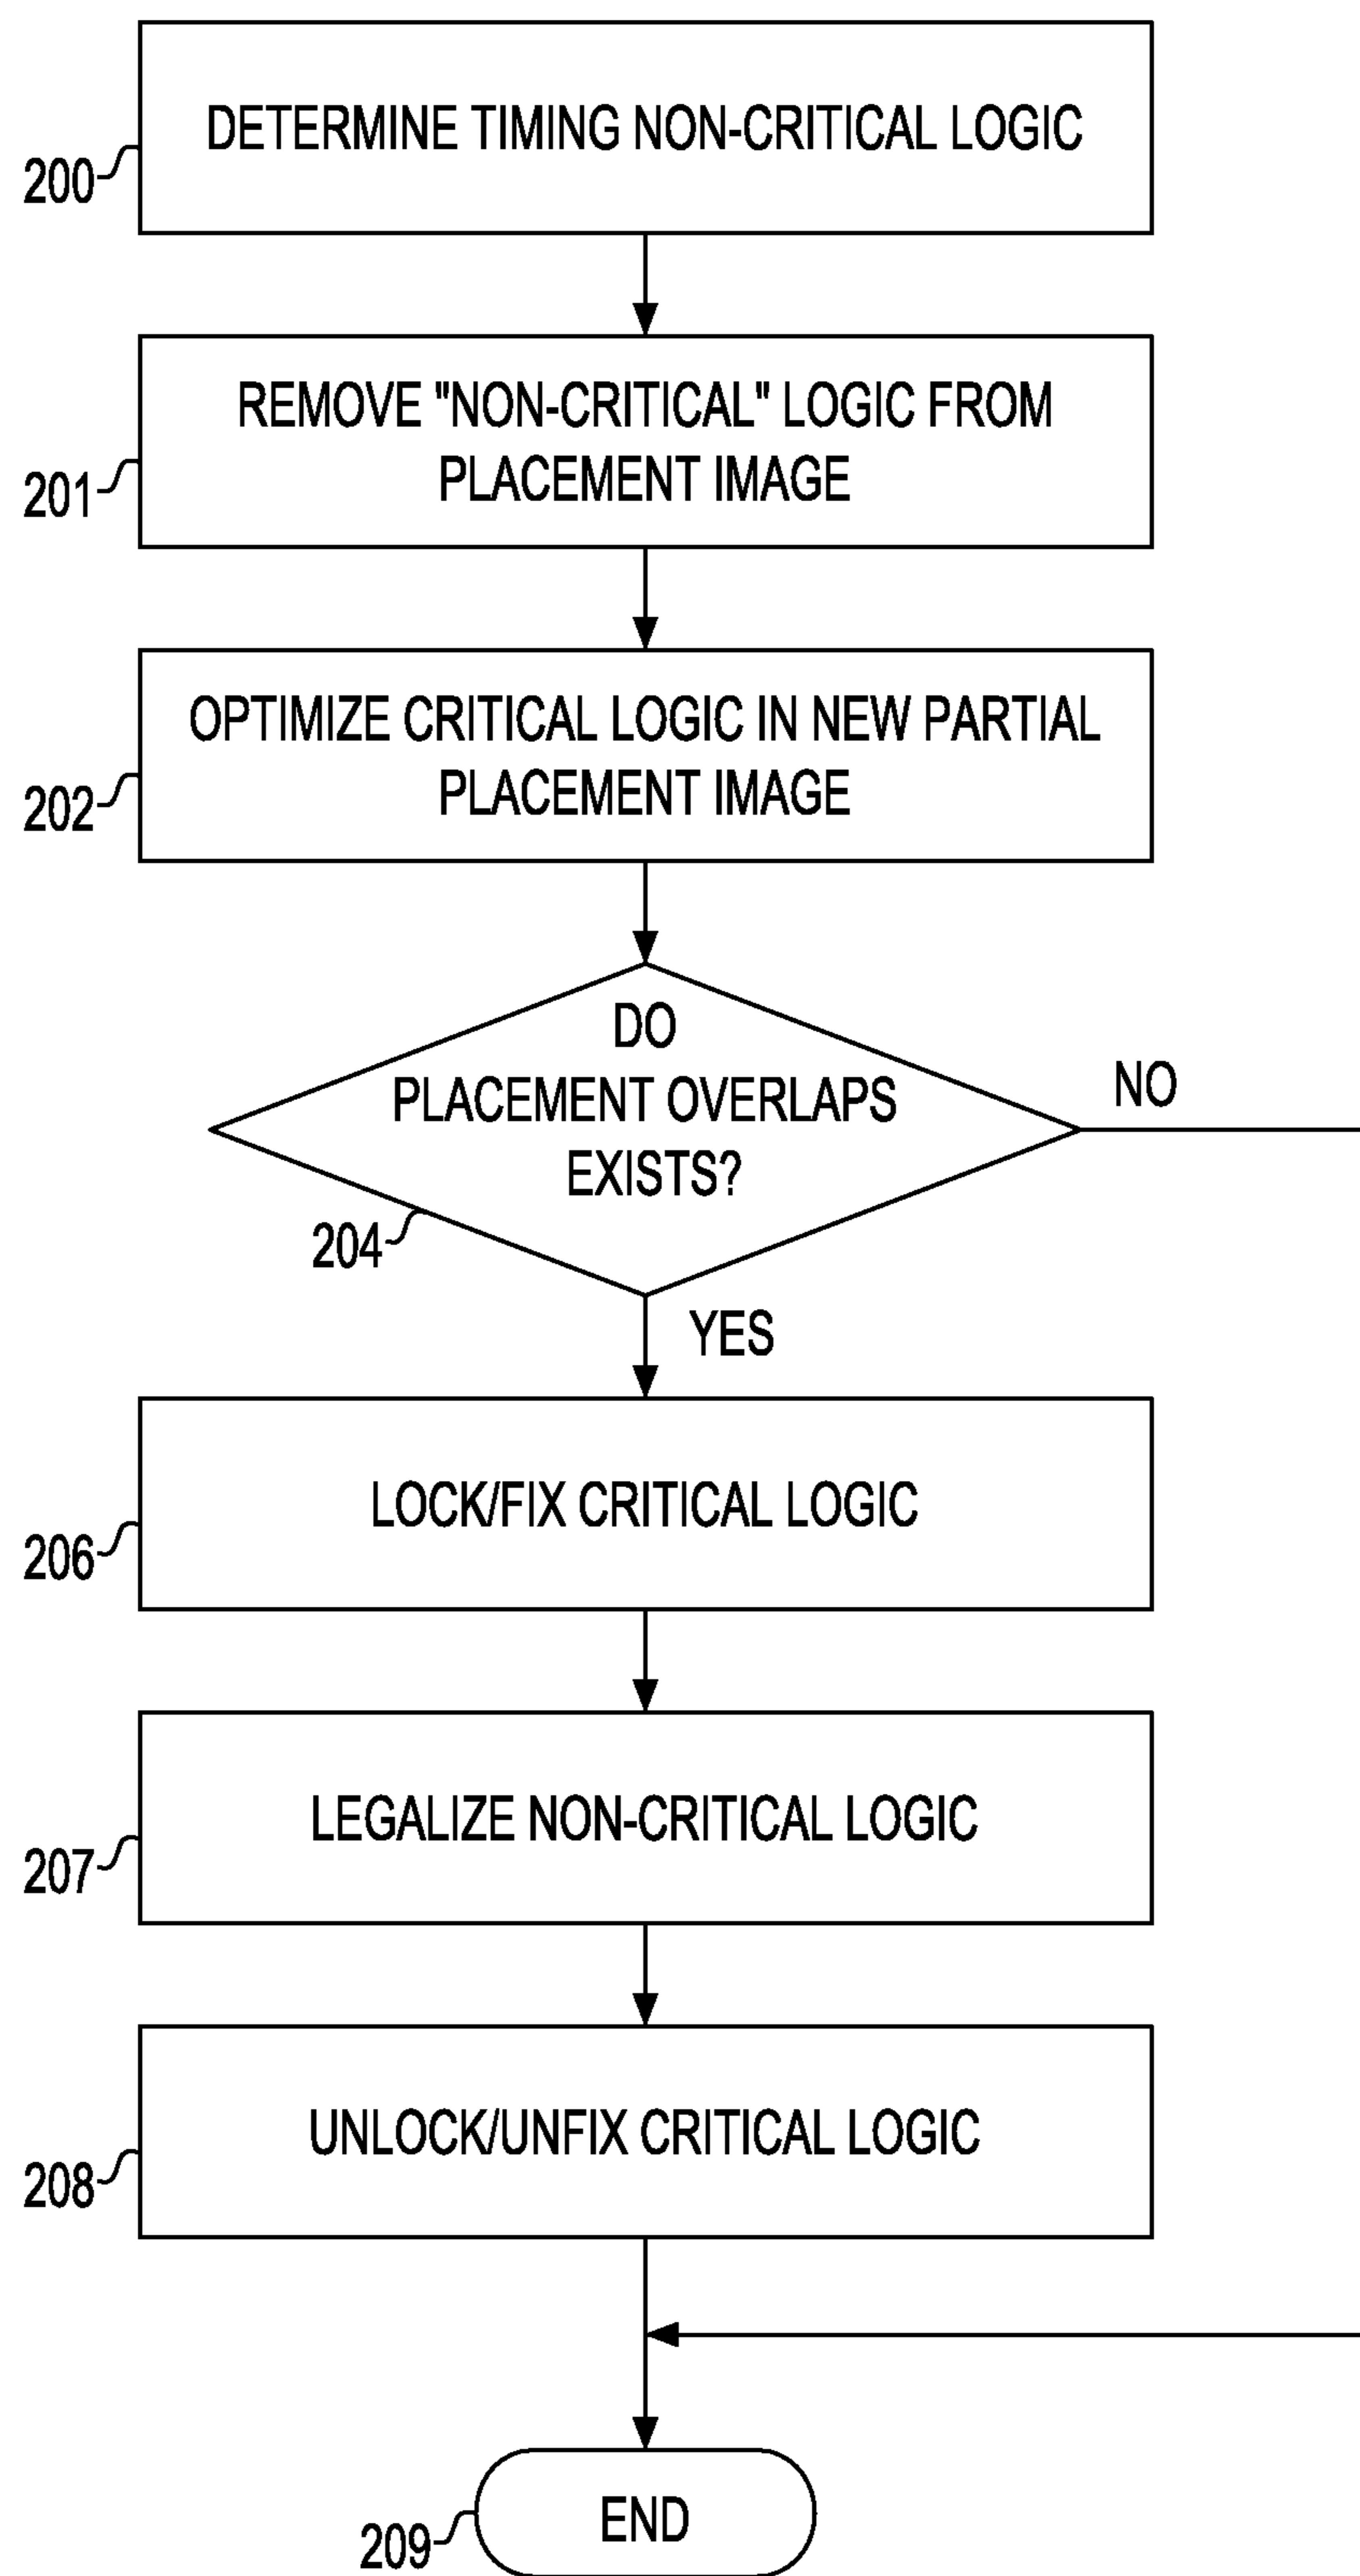 DETERMINE TIMING NON-CRITICAL LOGIC
200
REMOVE "NON-CRITICAL" LOGIC FROM
PLACEMENT IMAGE
201
OPTIMIZE CRITICAL LOGIC IN NEW PARTIAL
PLACEMENT IMAGE
202
DO
PLACEMENT OVERLAPS
EXISTS?
NO
204
YES
LOCK/FIX CRITICAL LOGIC
206
LEGALIZE NON-CRITICAL LOGIC
207
UNLOCK/UNFIX CRITICAL LOGIC
208
END
209